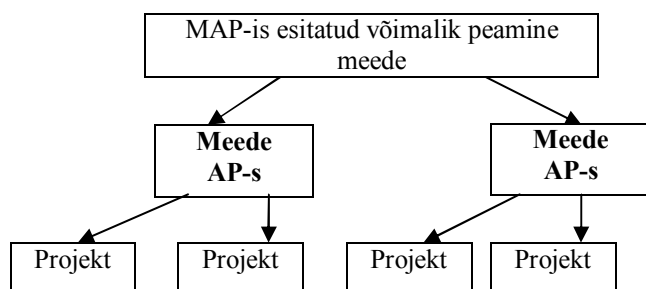 MAP-is esitatud võimalik peamine
meede
Meede
AP-s
Meede
AP-s
Projekt
Projekt
Projekt
Projekt